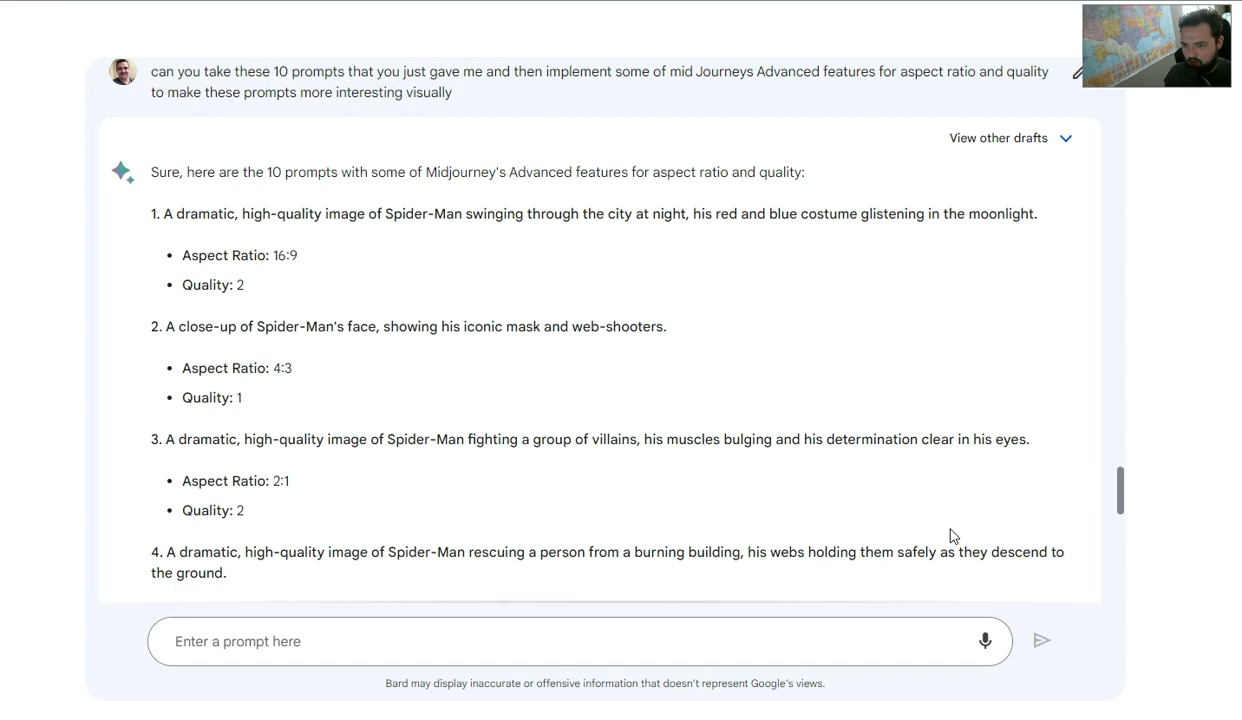 can you take these 10 prompts that you just gave me and then implement some of mid Journeys Advanced features for aspect ratio and quality
to make these prompts more interesting visually
View other drafts
Sure, here are the 10 prompts with some of Midjourney's Advanced features for aspect ratio and quality:
1. A dramatic, high-quality image of Spider-Man swinging through the city at night, his red and blue costume glistening in the moonlight.
• Aspect Ratio: 16:9
• Quality: 2
2. A close-up of Spider-Man's face, showing his iconic mask and web-shooters.
• Aspect Ratio: 4:3
• Quality: 1
3. A dramatic, high-quality image of Spider-Man fighting a group of villains, his muscles bulging and his determination clear in his eyes.
• Aspect Ratio: 2:1
• Quality: 2
4. A dramatic, high-quality image of Spider-Man rescuing a person from a burning building, his webs holding them safely as they descend to
the ground.
Enter a prompt here
Bard may display inaccurate or offensive information that doesn't represent Google's views.